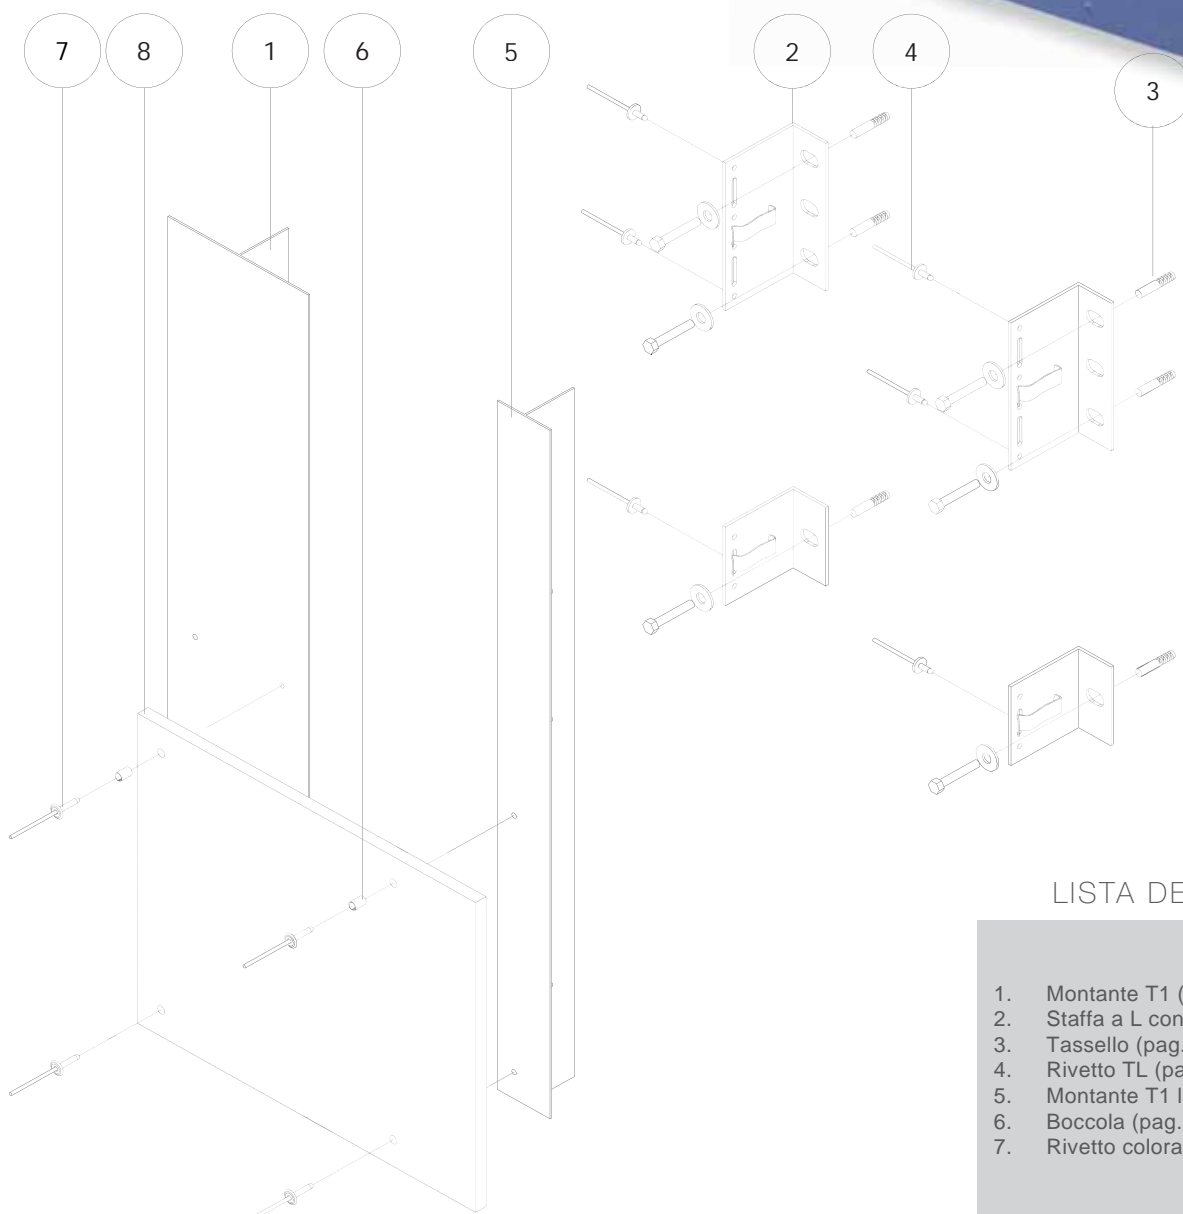 7 8 1 6 5 2 4
3
LISTA DE
1. Montante T1 (
2. Staffa a L con
3. Tassello (pag.
4. Rivetto TL (pa
5. Montante T1 I
6. Boccola (pag.
7. Rivetto colora